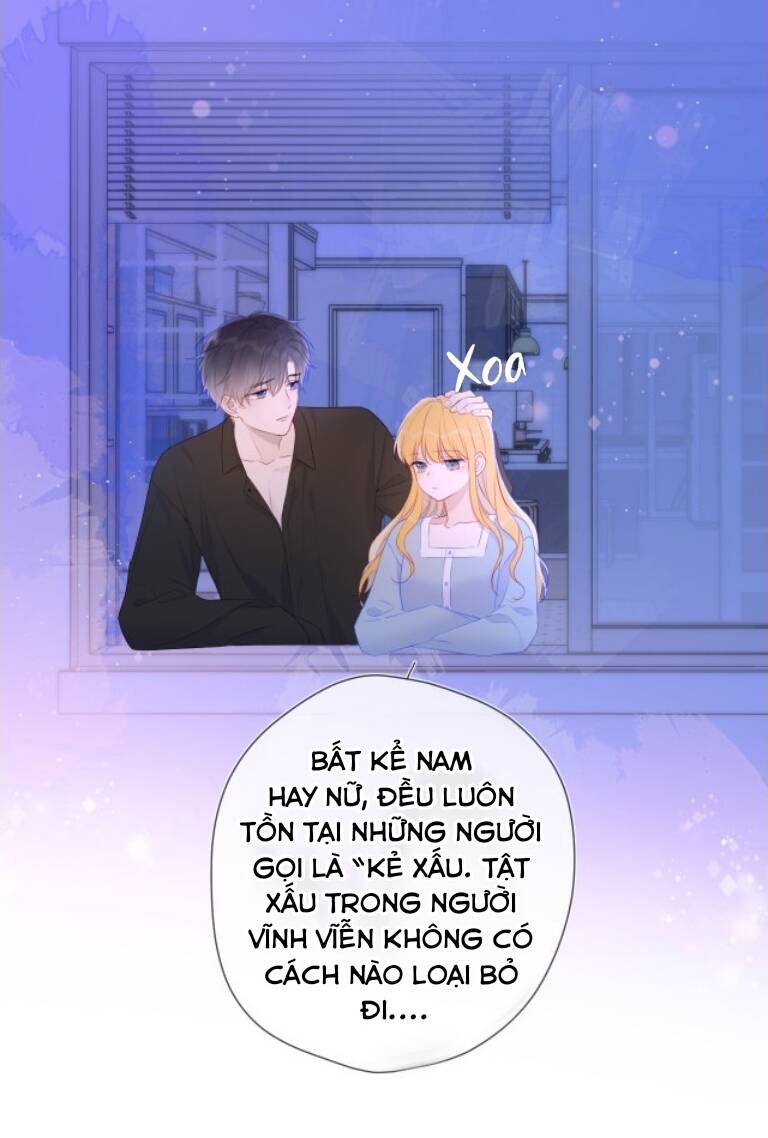 Xoa
BẤT KỂ NAM
HAY NỮ, ĐỀU LUÔN
TỒN TẠI NHỮNG NGƯỜI
GỌI LÀ "KẺ XẤU. TẬT
XẤU TRONG NGƯỜI
VĨNH VIỄN KHÔNG CÓ
CÁCH NÀO LOẠI BỎ
ĐI....